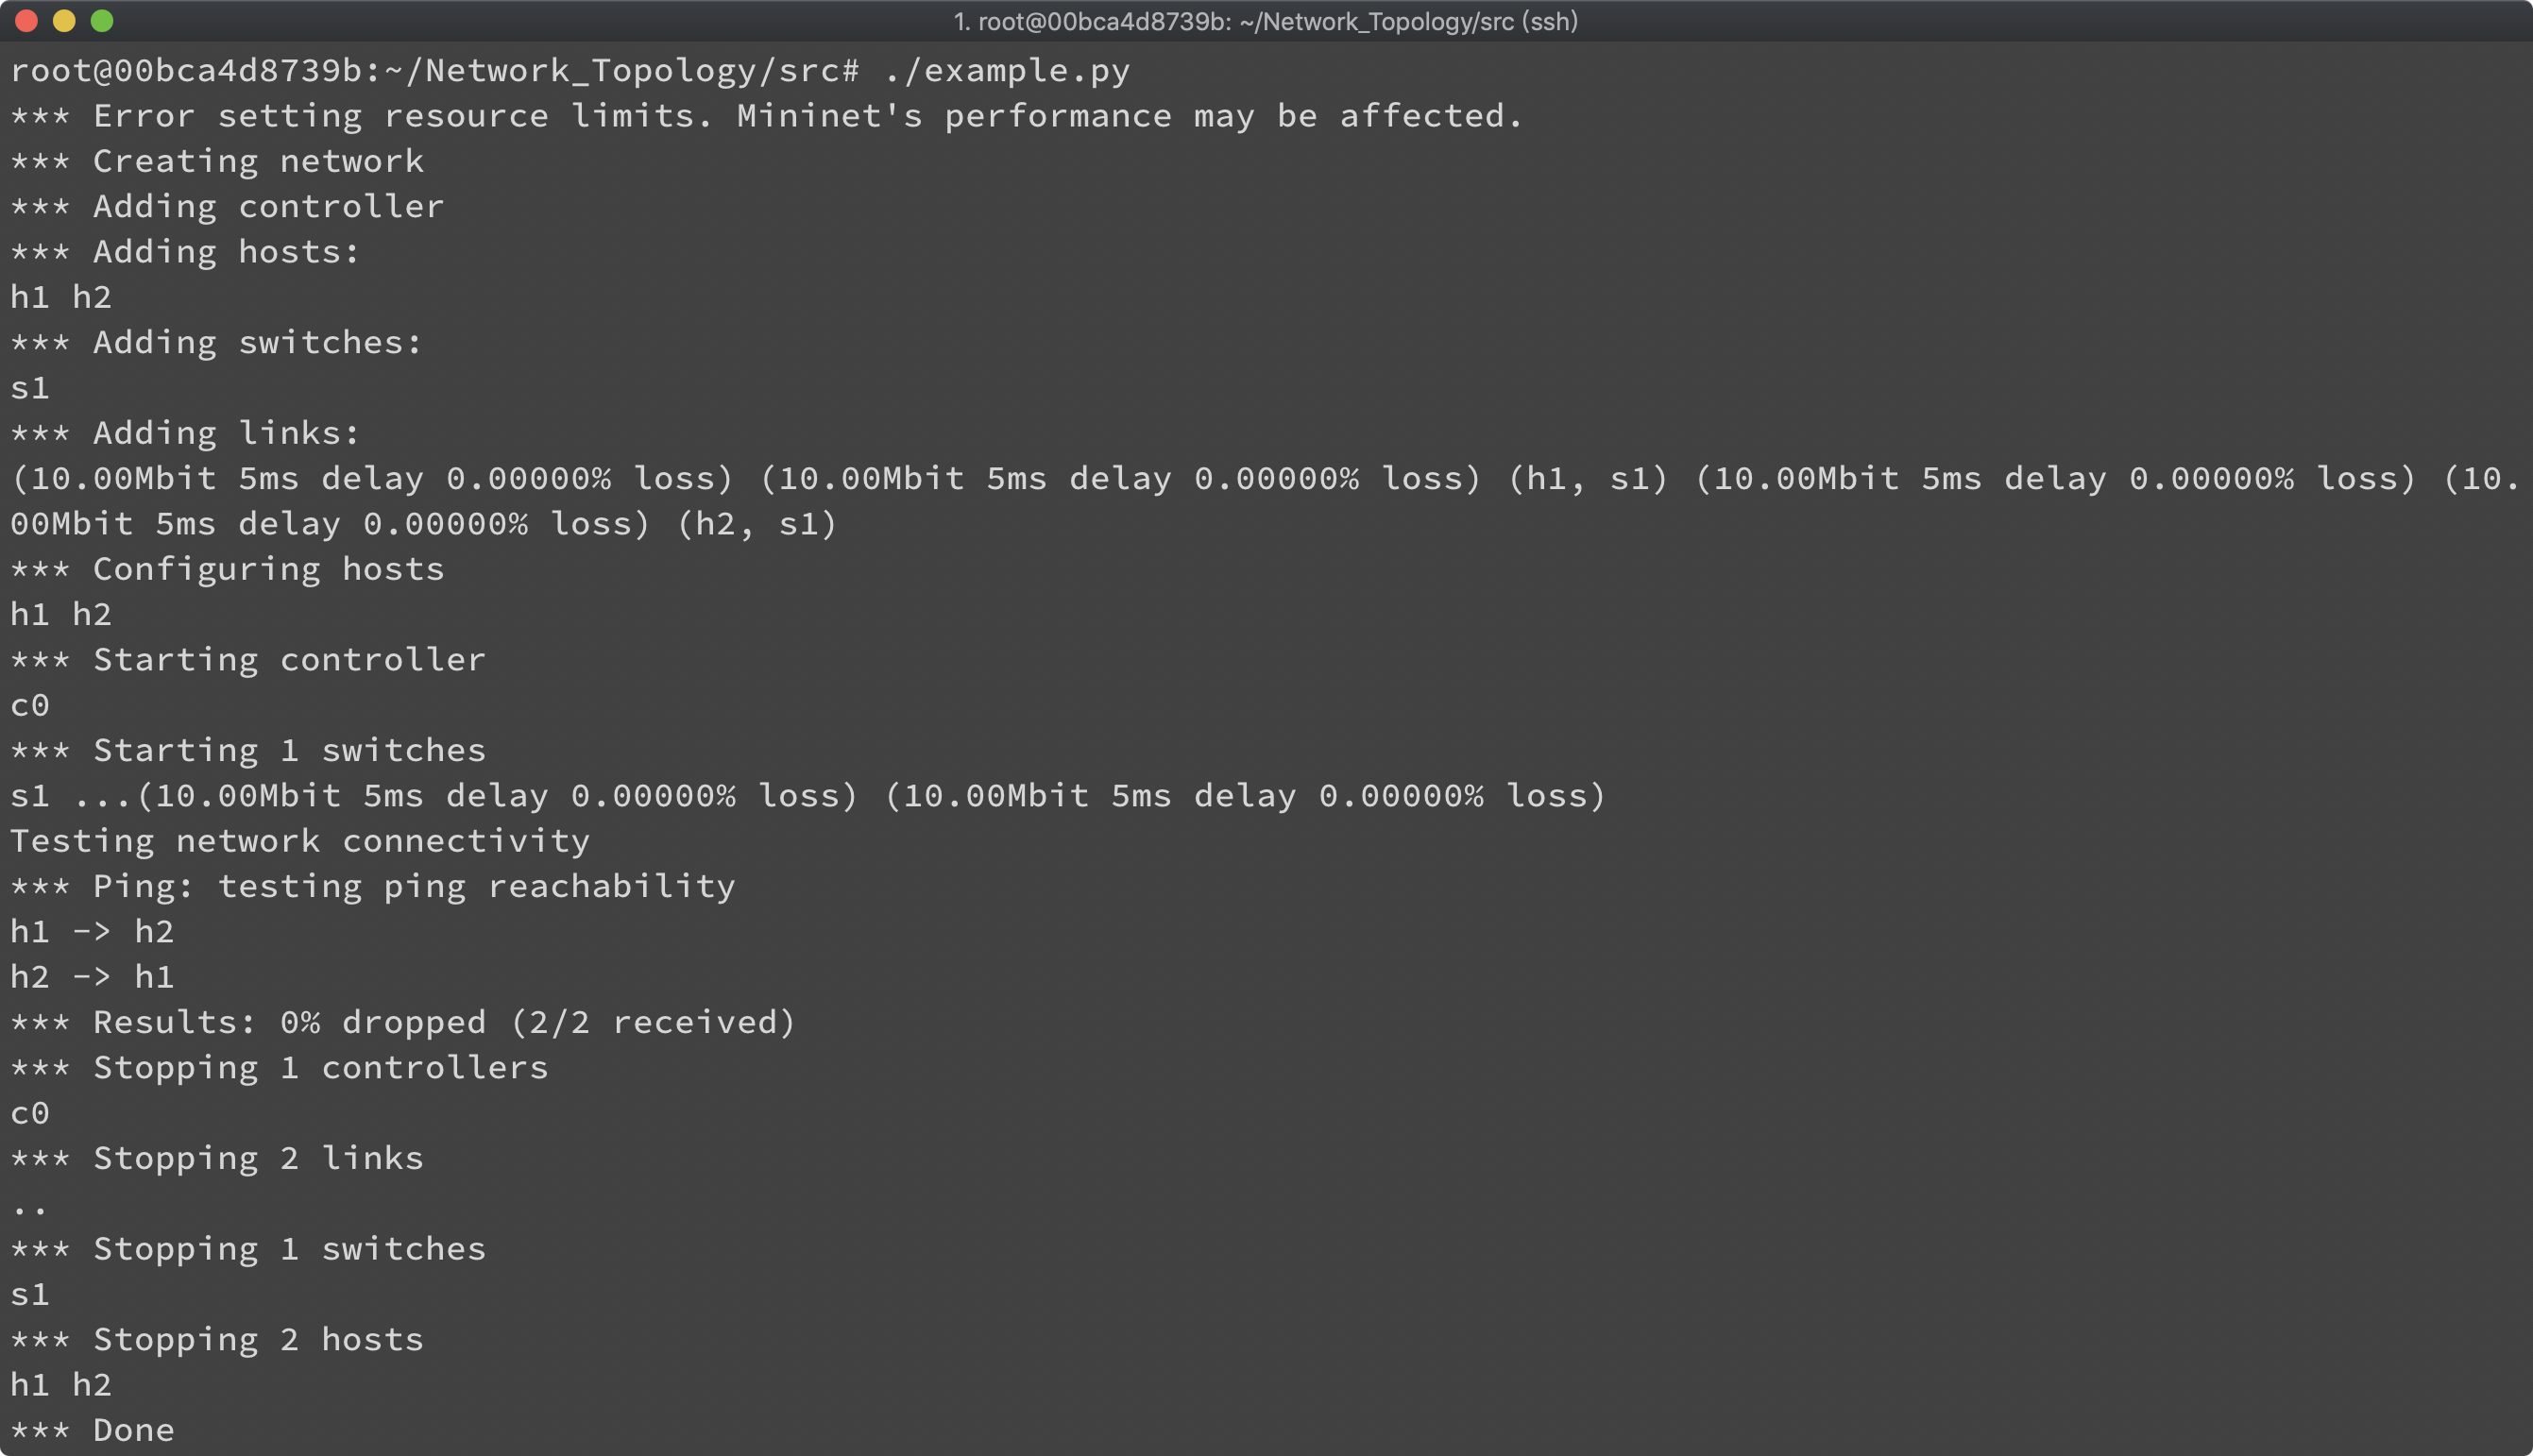 1. root@00bca4d8739b: ~/Network_Topology/src (ssh)
root@00bca4d8739b:~/Network_Topology/src# ./example.py
*** Error setting resource limits. Mininet's performance may be affected.
*** Creating network
*** Adding controller
*** Adding hosts:
h1 h2
*** Adding switches:
s1
*** Adding links:
(10.00Mbit 5ms delay 0.00000% loss) (10.00Mbit 5ms delay 0.00000% loss) (h1, s1) (10.00Mbit 5ms delay 0.00000% loss) (10.
00Mbit 5ms delay 0.00000% loss) (h2, s1)
*** Configuring hosts
h1 h2
*** Starting controller
c0
*** Starting 1 switches
s1 ...(10.00Mbit 5ms delay 0.00000% loss) (10.00Mbit 5ms delay 0.00000% loss)
Testing network connectivity
*** Ping: testing ping reachability
h1 -> h2
h2 -> h1
*** Results: 0% dropped (2/2 received)
*** Stopping 1 controllers
c0
*** Stopping 2 links
..
*** Stopping 1 switches
s1
*** Stopping 2 hosts
h1 h2
*** Done